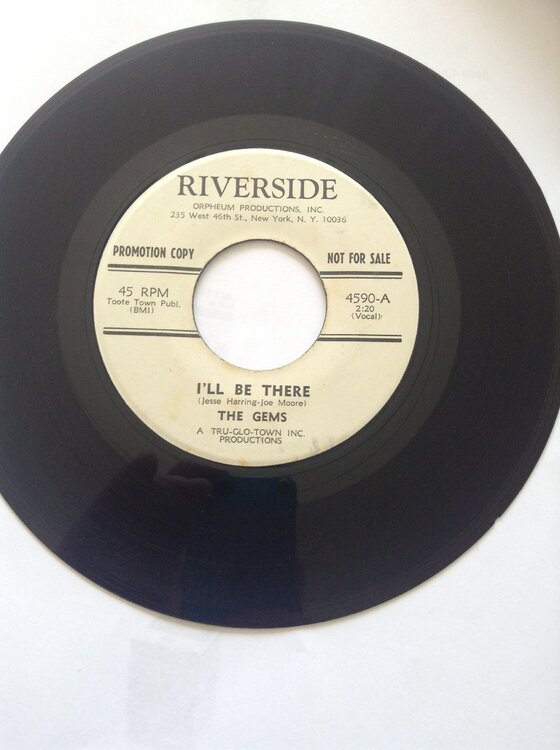 RIVERSIDE
ORPHEUM PRODUCTIONS, INC.
235 West 46th St., New York, N. Y. 10036
PROMOTION COPY
NOT FOR SALE
45 RPM
Toote Town Publ.
(BMI)
4590-A
2:20
(Vocal)
I'LL BE THERE
(Jesse Harring-Joe Moore)
THE GEMS
A TRU-GLO-TOWN INC.
PRODUCTIONS